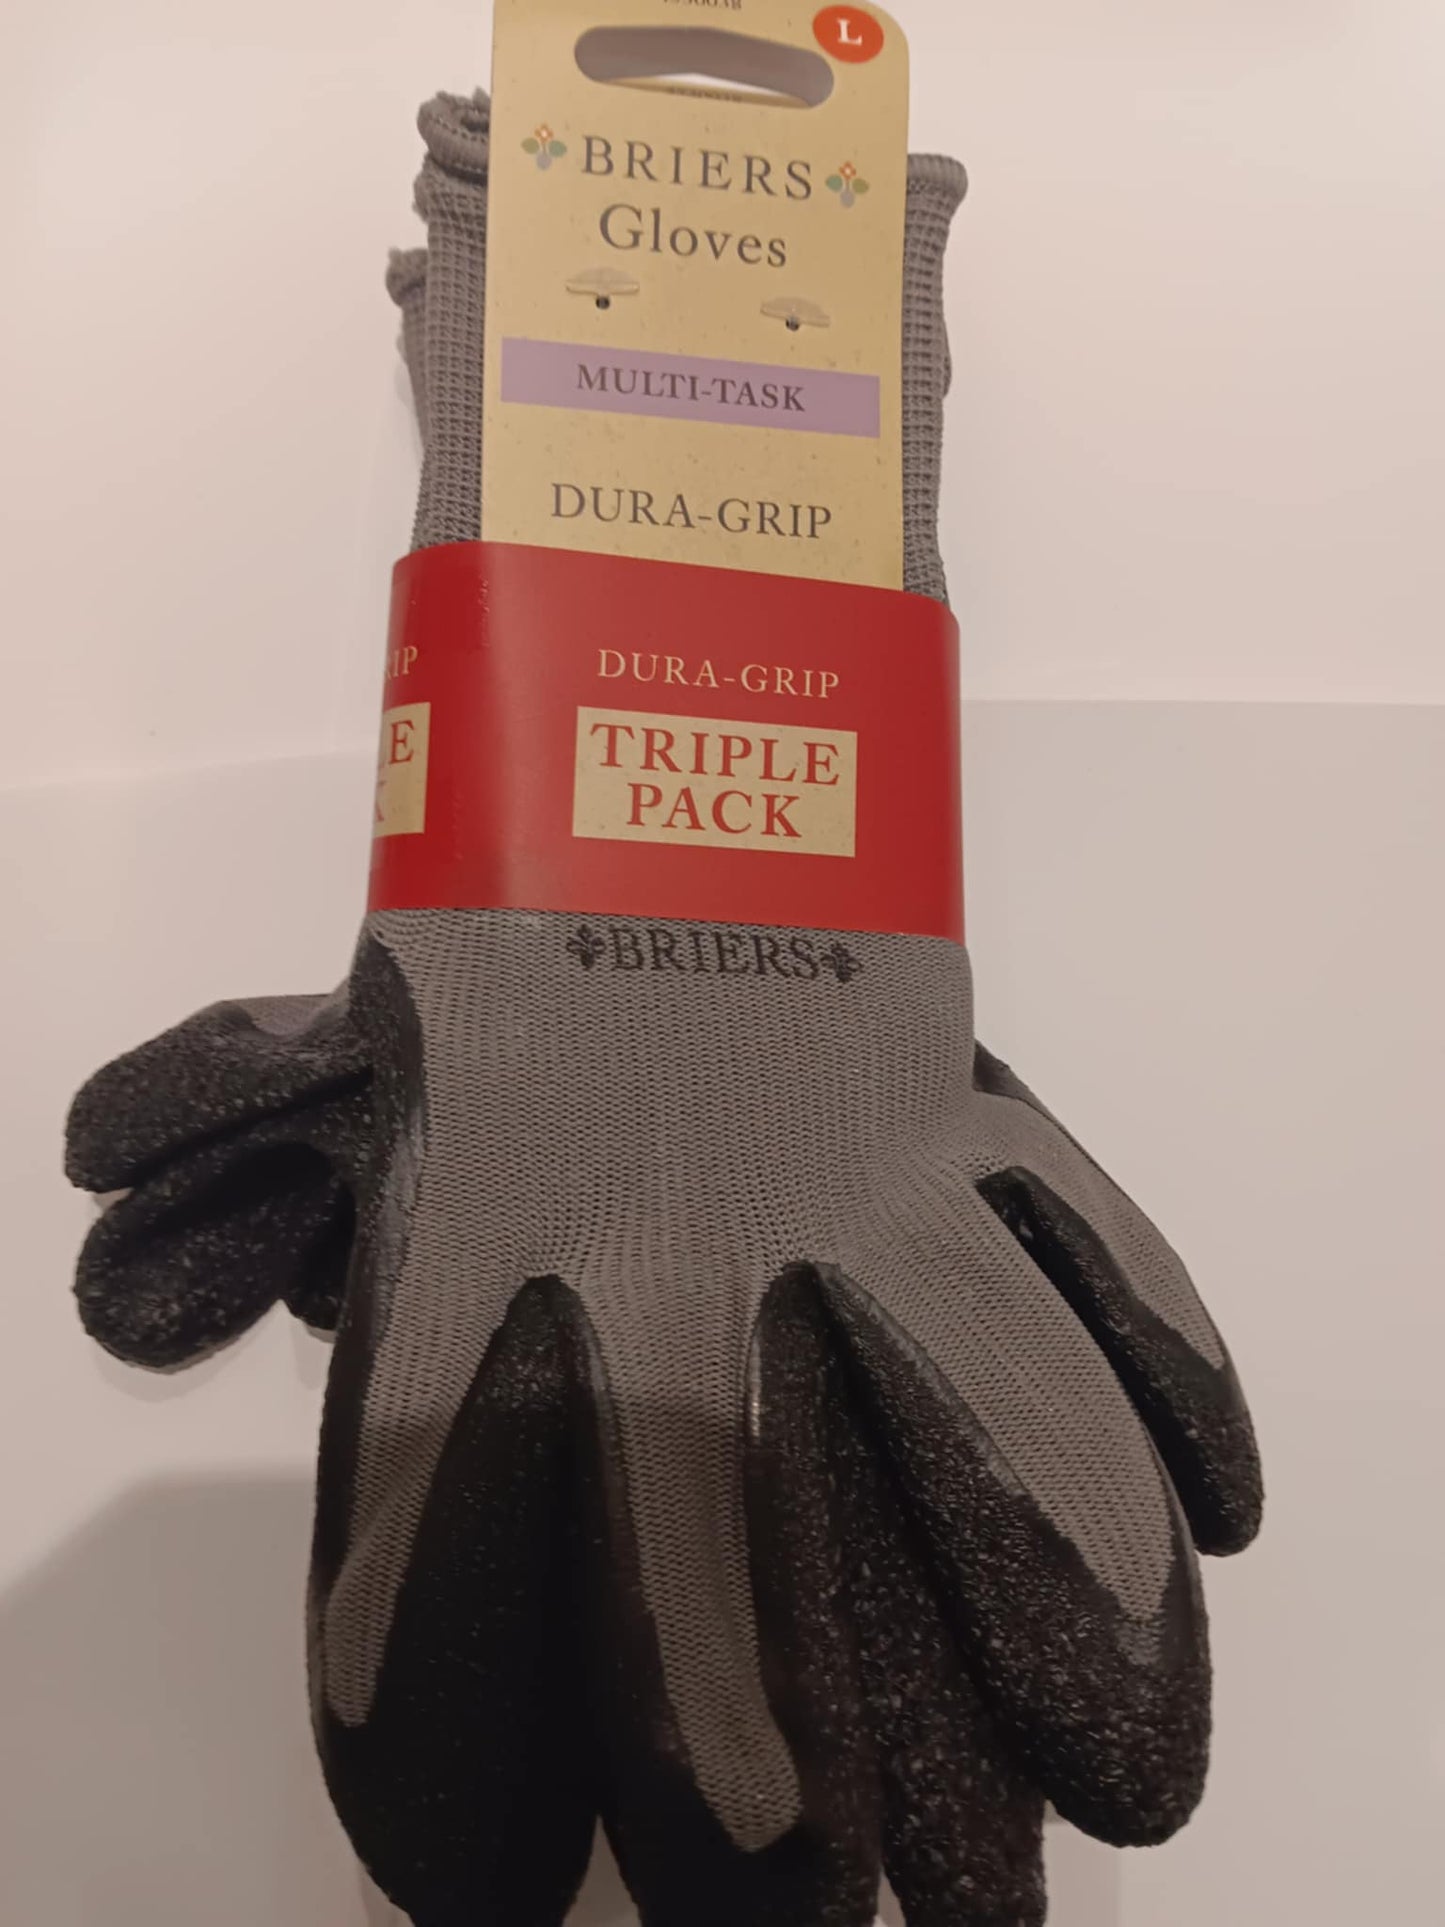 L
BRIERS
Gloves
MULTI-TASK
DURA-GRIP
DURA-GRIP
TRIPLE
PACK
BRIERS